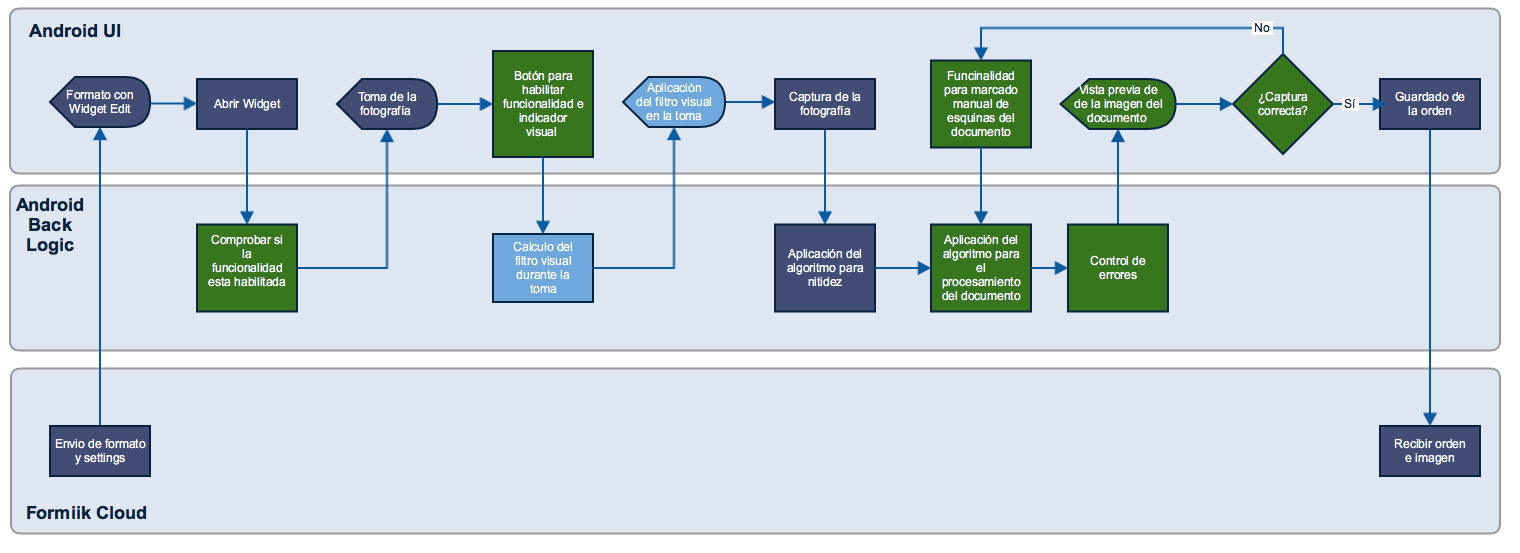 Android UI
Formato con
Widget Edit
Abrir Widget
Toma de la
fotografía
Botón para
habilitar
funcionalidad e
indicador
visual
Aplicación
del filtro visual
en la toma
Captura de la
fotografía
Funcinalidad
para marcado
manual de
esquinas del
documento
Vista previa de
de la imagen del
documento
¿Captura
correcta?
No
Sí
Guardado de
la orden
Android
Back
Logic
Comprobar si
la
funcionalidad
esta habilitada
Calculo del
filtro visual
durante la
toma
Aplicación del
algoritmo para
nitidez
Aplicación del
algoritmo para
el
procesamiento
del documento
Control de
errores
Envio de formato
y settings
Recibir orden
e imagen
Formiik Cloud